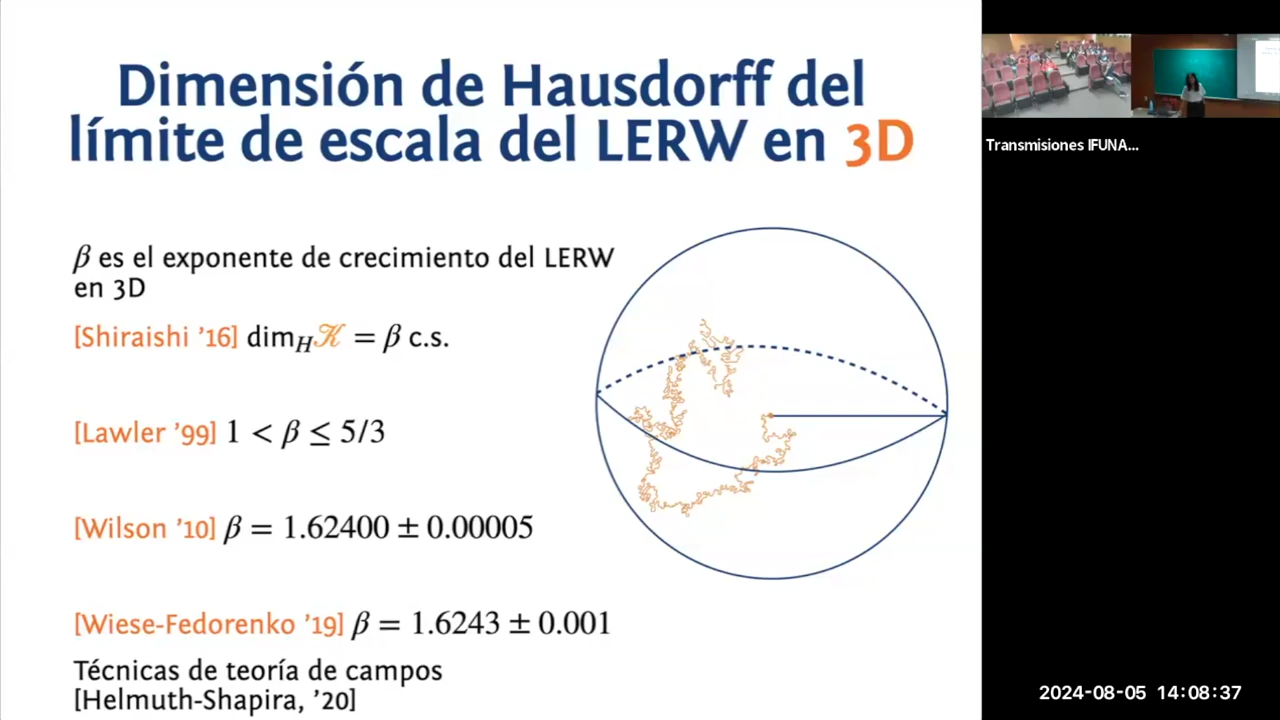 Dimensión de Hausdorff del
límite de escala del LERW en 3D
β es el exponente de crecimiento del LERW
en 3D
[Shiraishi ’16] dim_H 𝒦 = β c.s.
[Lawler ’99] 1 < β ≤ 5/3
[Wilson ’10] β = 1.62400 ± 0.00005
[Wiese-Fedorenko ’19] β = 1.6243 ± 0.001
Técnicas de teoría de campos
[Helmuth-Shapira, ’20]
Transmisiones IFUNA...
2024-08-05 14:08:37